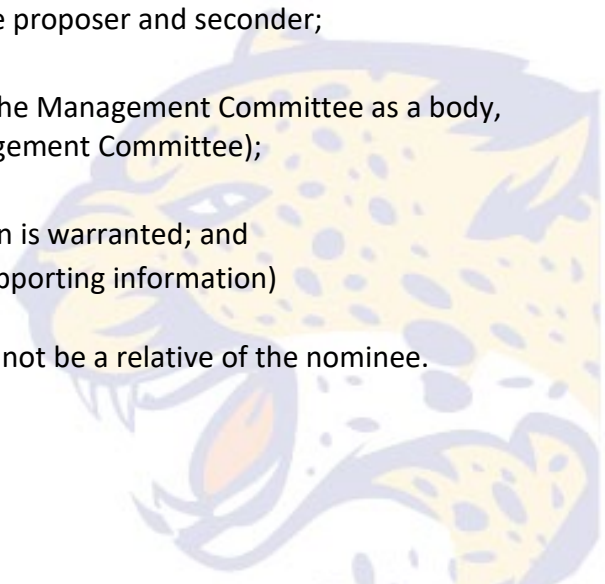 e proposer and seconder;
he Management Committee as a body,
gement Committee);
n is warranted; and
pporting information)
not be a relative of the nominee.